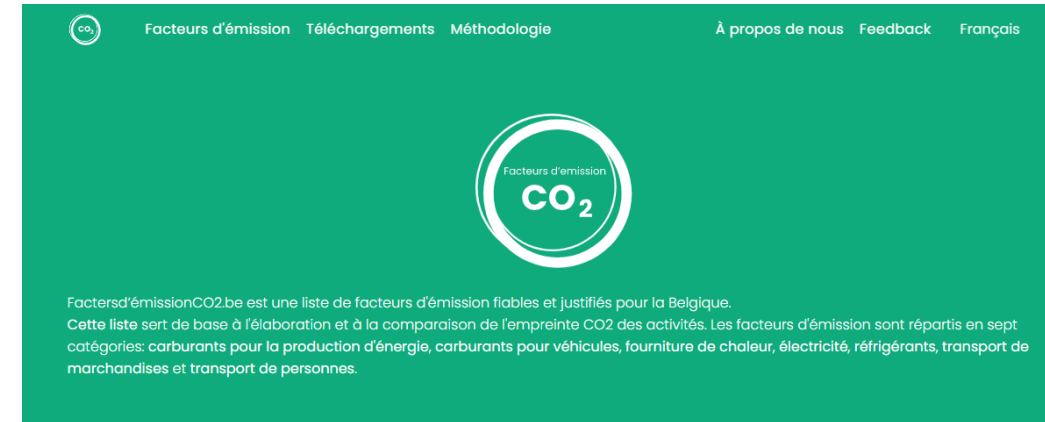 CO2
Facteurs d'émission Téléchargements Méthodologie À propos de nous Feedback Français
Facteurs d'emission
CO2
Factersd'émissionCO2.be est une liste de facteurs d'émission fiables et justifiés pour la Belgique.
Cette liste sert de base à l'élaboration et à la comparaison de l'empreinte CO2 des activités. Les facteurs d'émission sont répartis en sept
catégories: carburants pour la production d'énergie, carburants pour véhicules, fourniture de chaleur, électricité, réfrigérants, transport de
marchandises et transport de personnes.